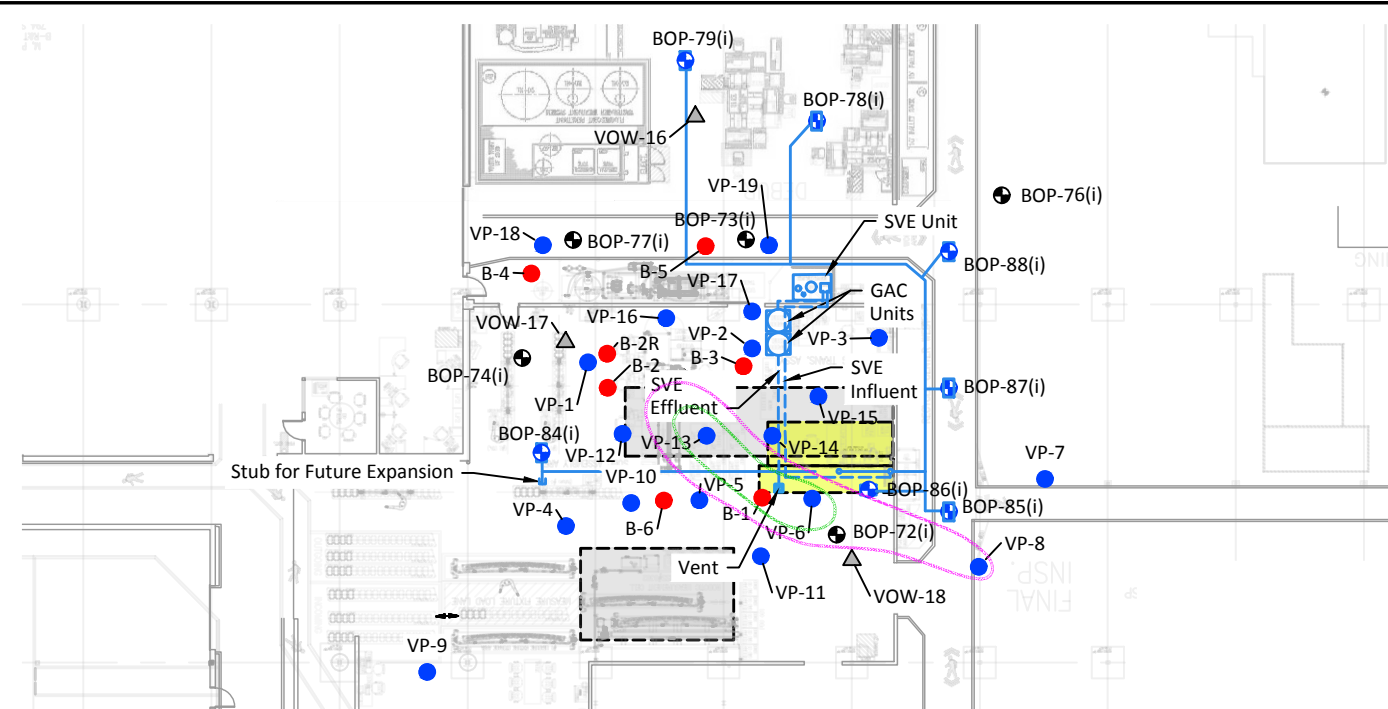 BOP-79(i)
BOP-78(i)
VOW-16
VP-19
BOP-76(i)
BOP-73(i)
SVE Unit
VP-18
BOP-77(i)
B-5
BOP-88(i)
B-4
VP-17
GAC
Units
VOW-17
VP-16
VP-2
VP-3
B-2R
B-3
BOP-74(i)
B-2
SVE
Influent
SVE
Effluent
BOP-87(i)
VP-1
VP-15
BOP-84(i)
VP-12
VP-13
VP-14
Stub for Future Expansion
VP-10
VP-5
VP-7
BOP-86(i)
VP-4
B-6
B-1
VP-6
BOP-85(i)
BOP-72(i)
Vent
VP-8
VP-11
VOW-18
FINAL
INSP.
VP-9